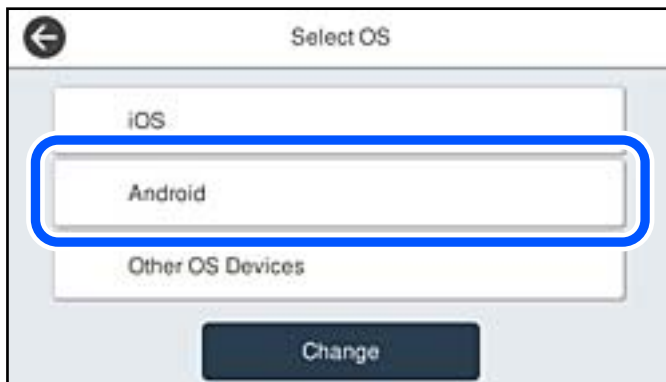 Select OS
iOS
Android
Other OS Devices
Change